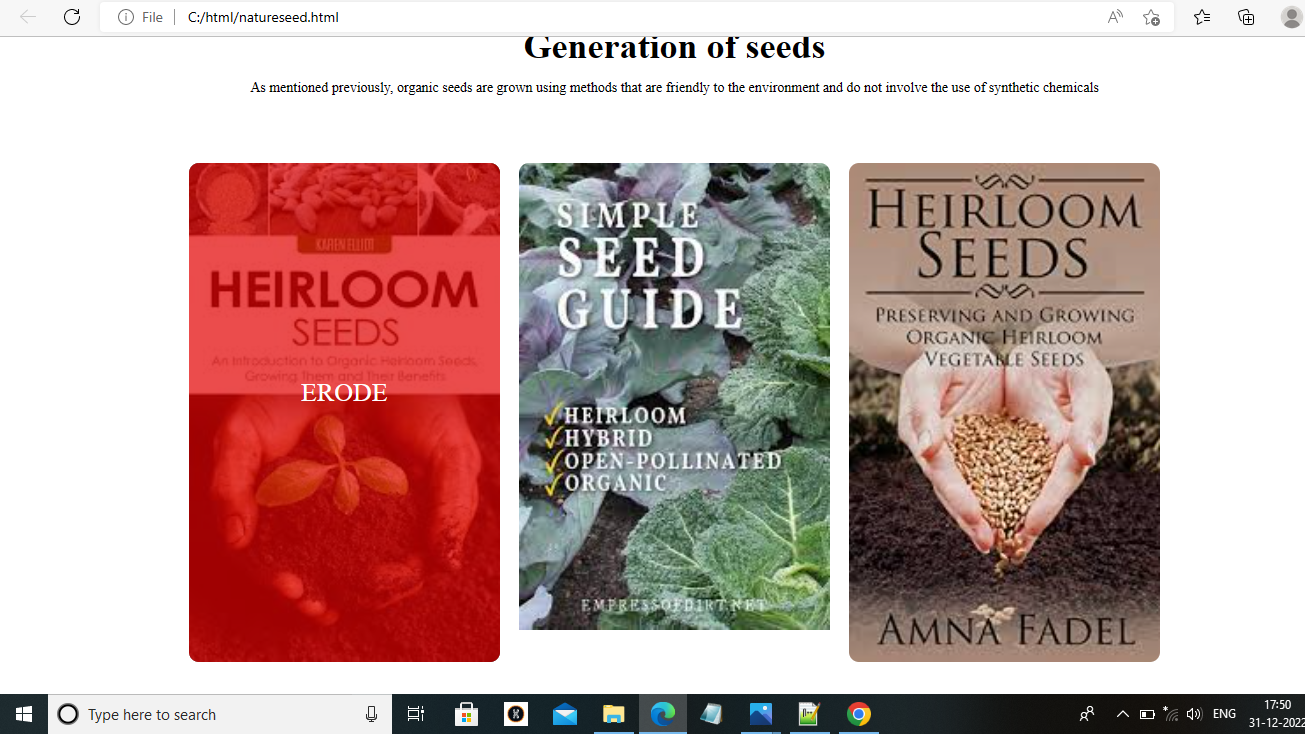 File
C:/html/natureseed.html
Generation of seeds
As mentioned previously, organic seeds are grown using methods that are friendly to the environment and do not involve the use of synthetic chemicals
KAREN ELLIOT
HEIRLOOM
SEEDS
An Introduction to Organic Heirloom Seeds,
Growing Them and Their Benefits
ERODE
SIMPLE
SEED
GUIDE
HEIRLOOM
HYBRID
OPEN-POLLINATED
ORGANIC
EMPRESSOFDIRT.NET
HEIRLOOM
SEEDS
PRESERVING AND GROWING
ORGANIC HEIRLOOM
VEGETABLE SEEDS
AMNA FADEL
Type here to search
ENG
17:50
31-12-2022